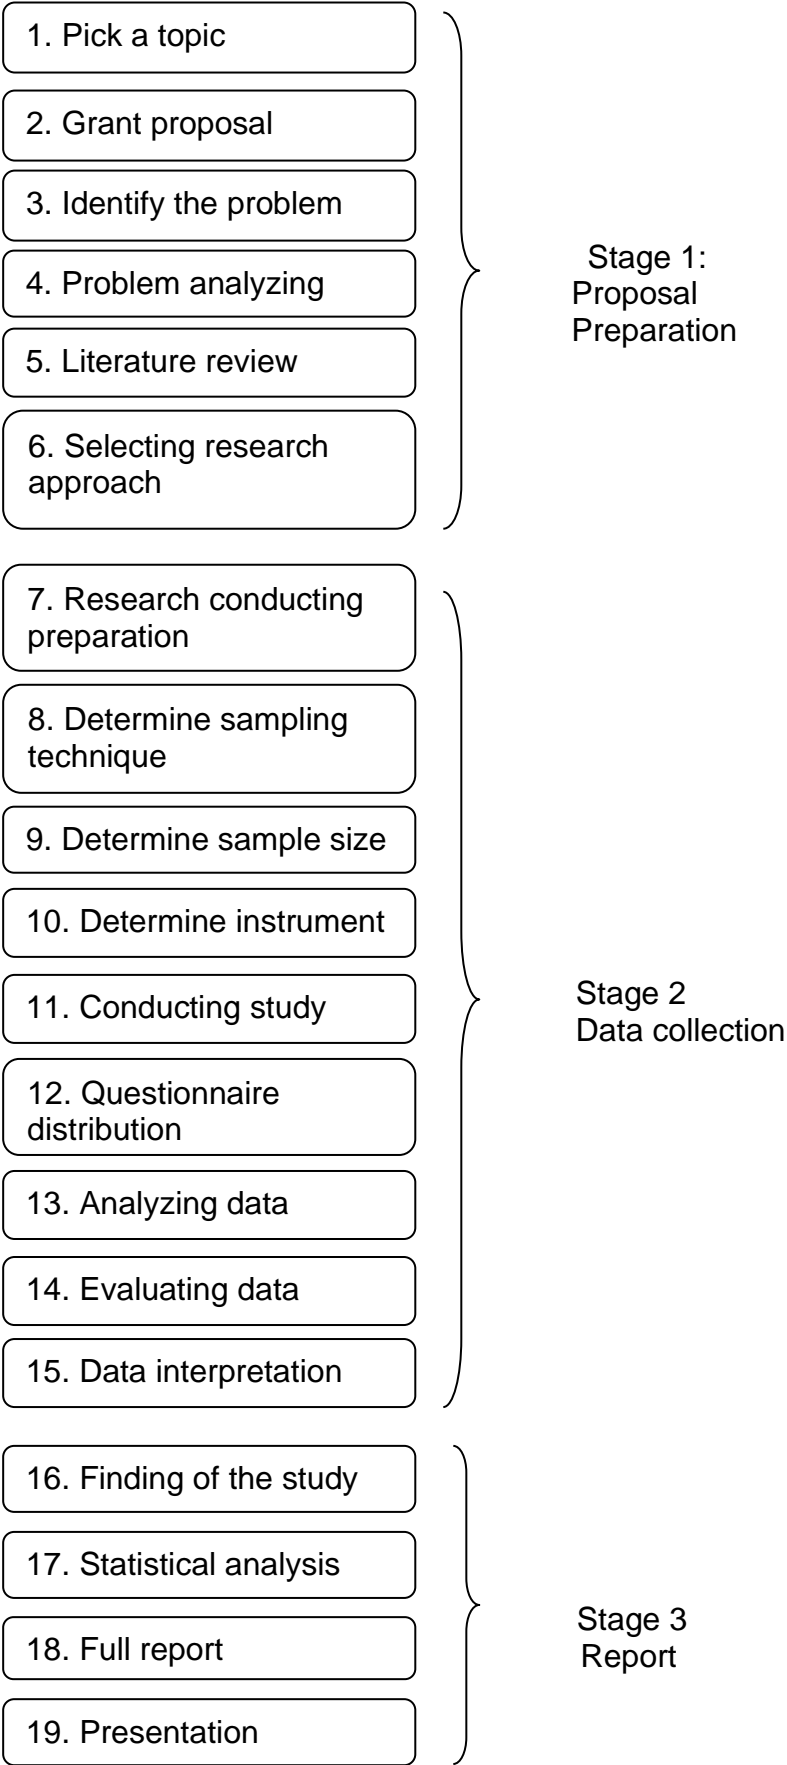 1. Pick a topic
2. Grant proposal
3. Identify the problem
4. Problem analyzing
5. Literature review
6. Selecting research
approach
Stage 1:
Proposal
Preparation
7. Research conducting
preparation
8. Determine sampling
technique
9. Determine sample size
10. Determine instrument
11. Conducting study
12. Questionnaire
distribution
13. Analyzing data
14. Evaluating data
15. Data interpretation
Stage 2
Data collection
16. Finding of the study
17. Statistical analysis
18. Full report
19. Presentation
Stage 3
Report